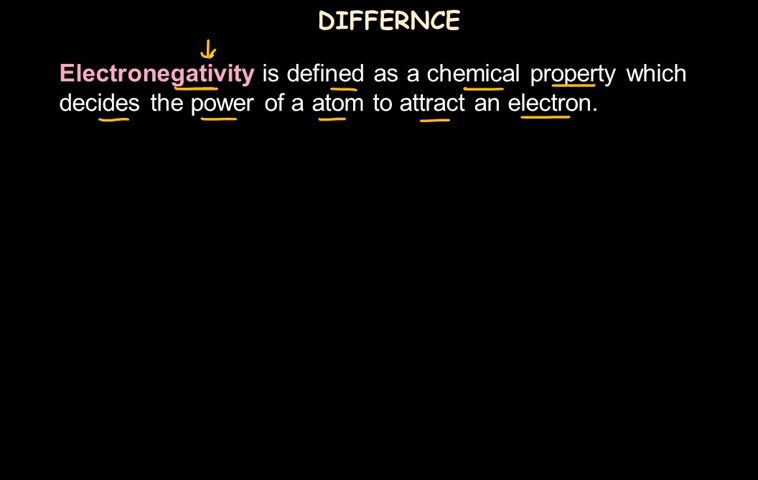 DIFFERNCE
Electronegativity is defined as a chemical property which
decides the power of a atom to attract an electron.